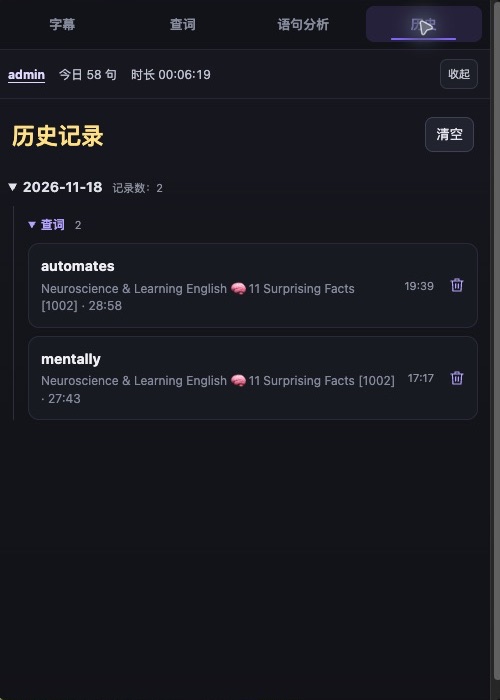 字幕 查词 语句分析 历史
admin 今日 58 句 时长 00:06:19 收起
历史记录 清空
▼ 2026-11-18 记录数: 2
▼ 查词 2
automates
Neuroscience & Learning English 🧠 11 Surprising Facts 19:39
[1002] · 28:58
mentally
Neuroscience & Learning English 🧠 11 Surprising Facts [1002] 17:17
· 27:43